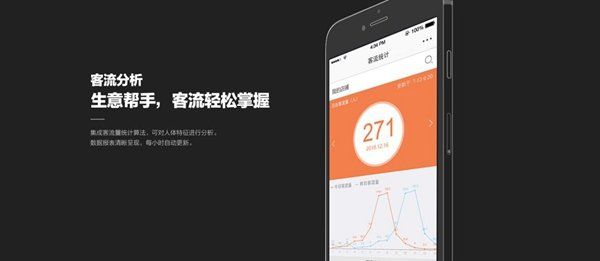 客流分析
生意帮手，客流轻松掌握
集成客流量统计算法，可对人体特征进行分析。
数据报表清晰呈现，每小时自动更新。
4:04 PM
100%
客流统计
我的店铺
271
2016.12.16